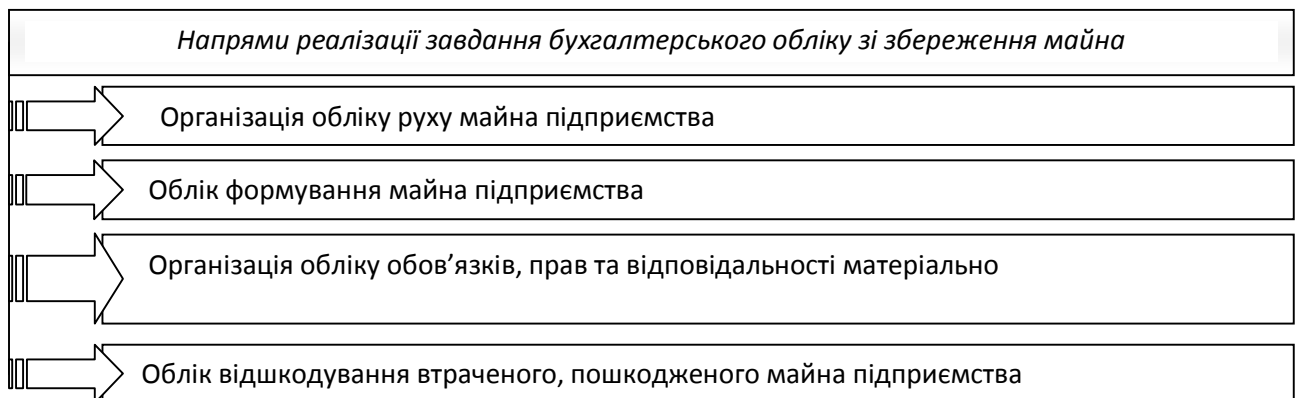 Напрями реалізації завдання бухгалтерського обліку зі збереження майна
Організація обліку руху майна підприємства
Облік формування майна підприємства
Організація обліку обов’язків, прав та відповідальності матеріально
Облік відшкодування втраченого, пошкодженого майна підприємства